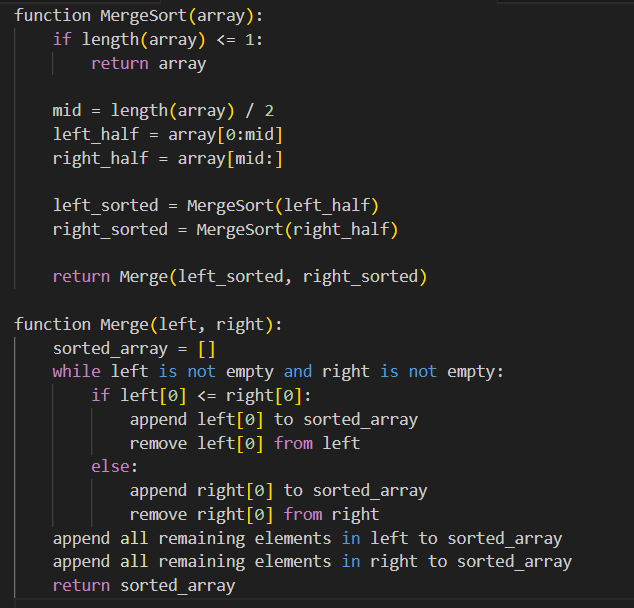 function MergeSort(array):
    if length(array) <= 1:
        return array

    mid = length(array) / 2
    left_half = array[0:mid]
    right_half = array[mid:]

    left_sorted = MergeSort(left_half)
    right_sorted = MergeSort(right_half)

    return Merge(left_sorted, right_sorted)

function Merge(left, right):
    sorted_array = []
    while left is not empty and right is not empty:
        if left[0] <= right[0]:
            append left[0] to sorted_array
            remove left[0] from left
        else:
            append right[0] to sorted_array
            remove right[0] from right
    append all remaining elements in left to sorted_array
    append all remaining elements in right to sorted_array
    return sorted_array